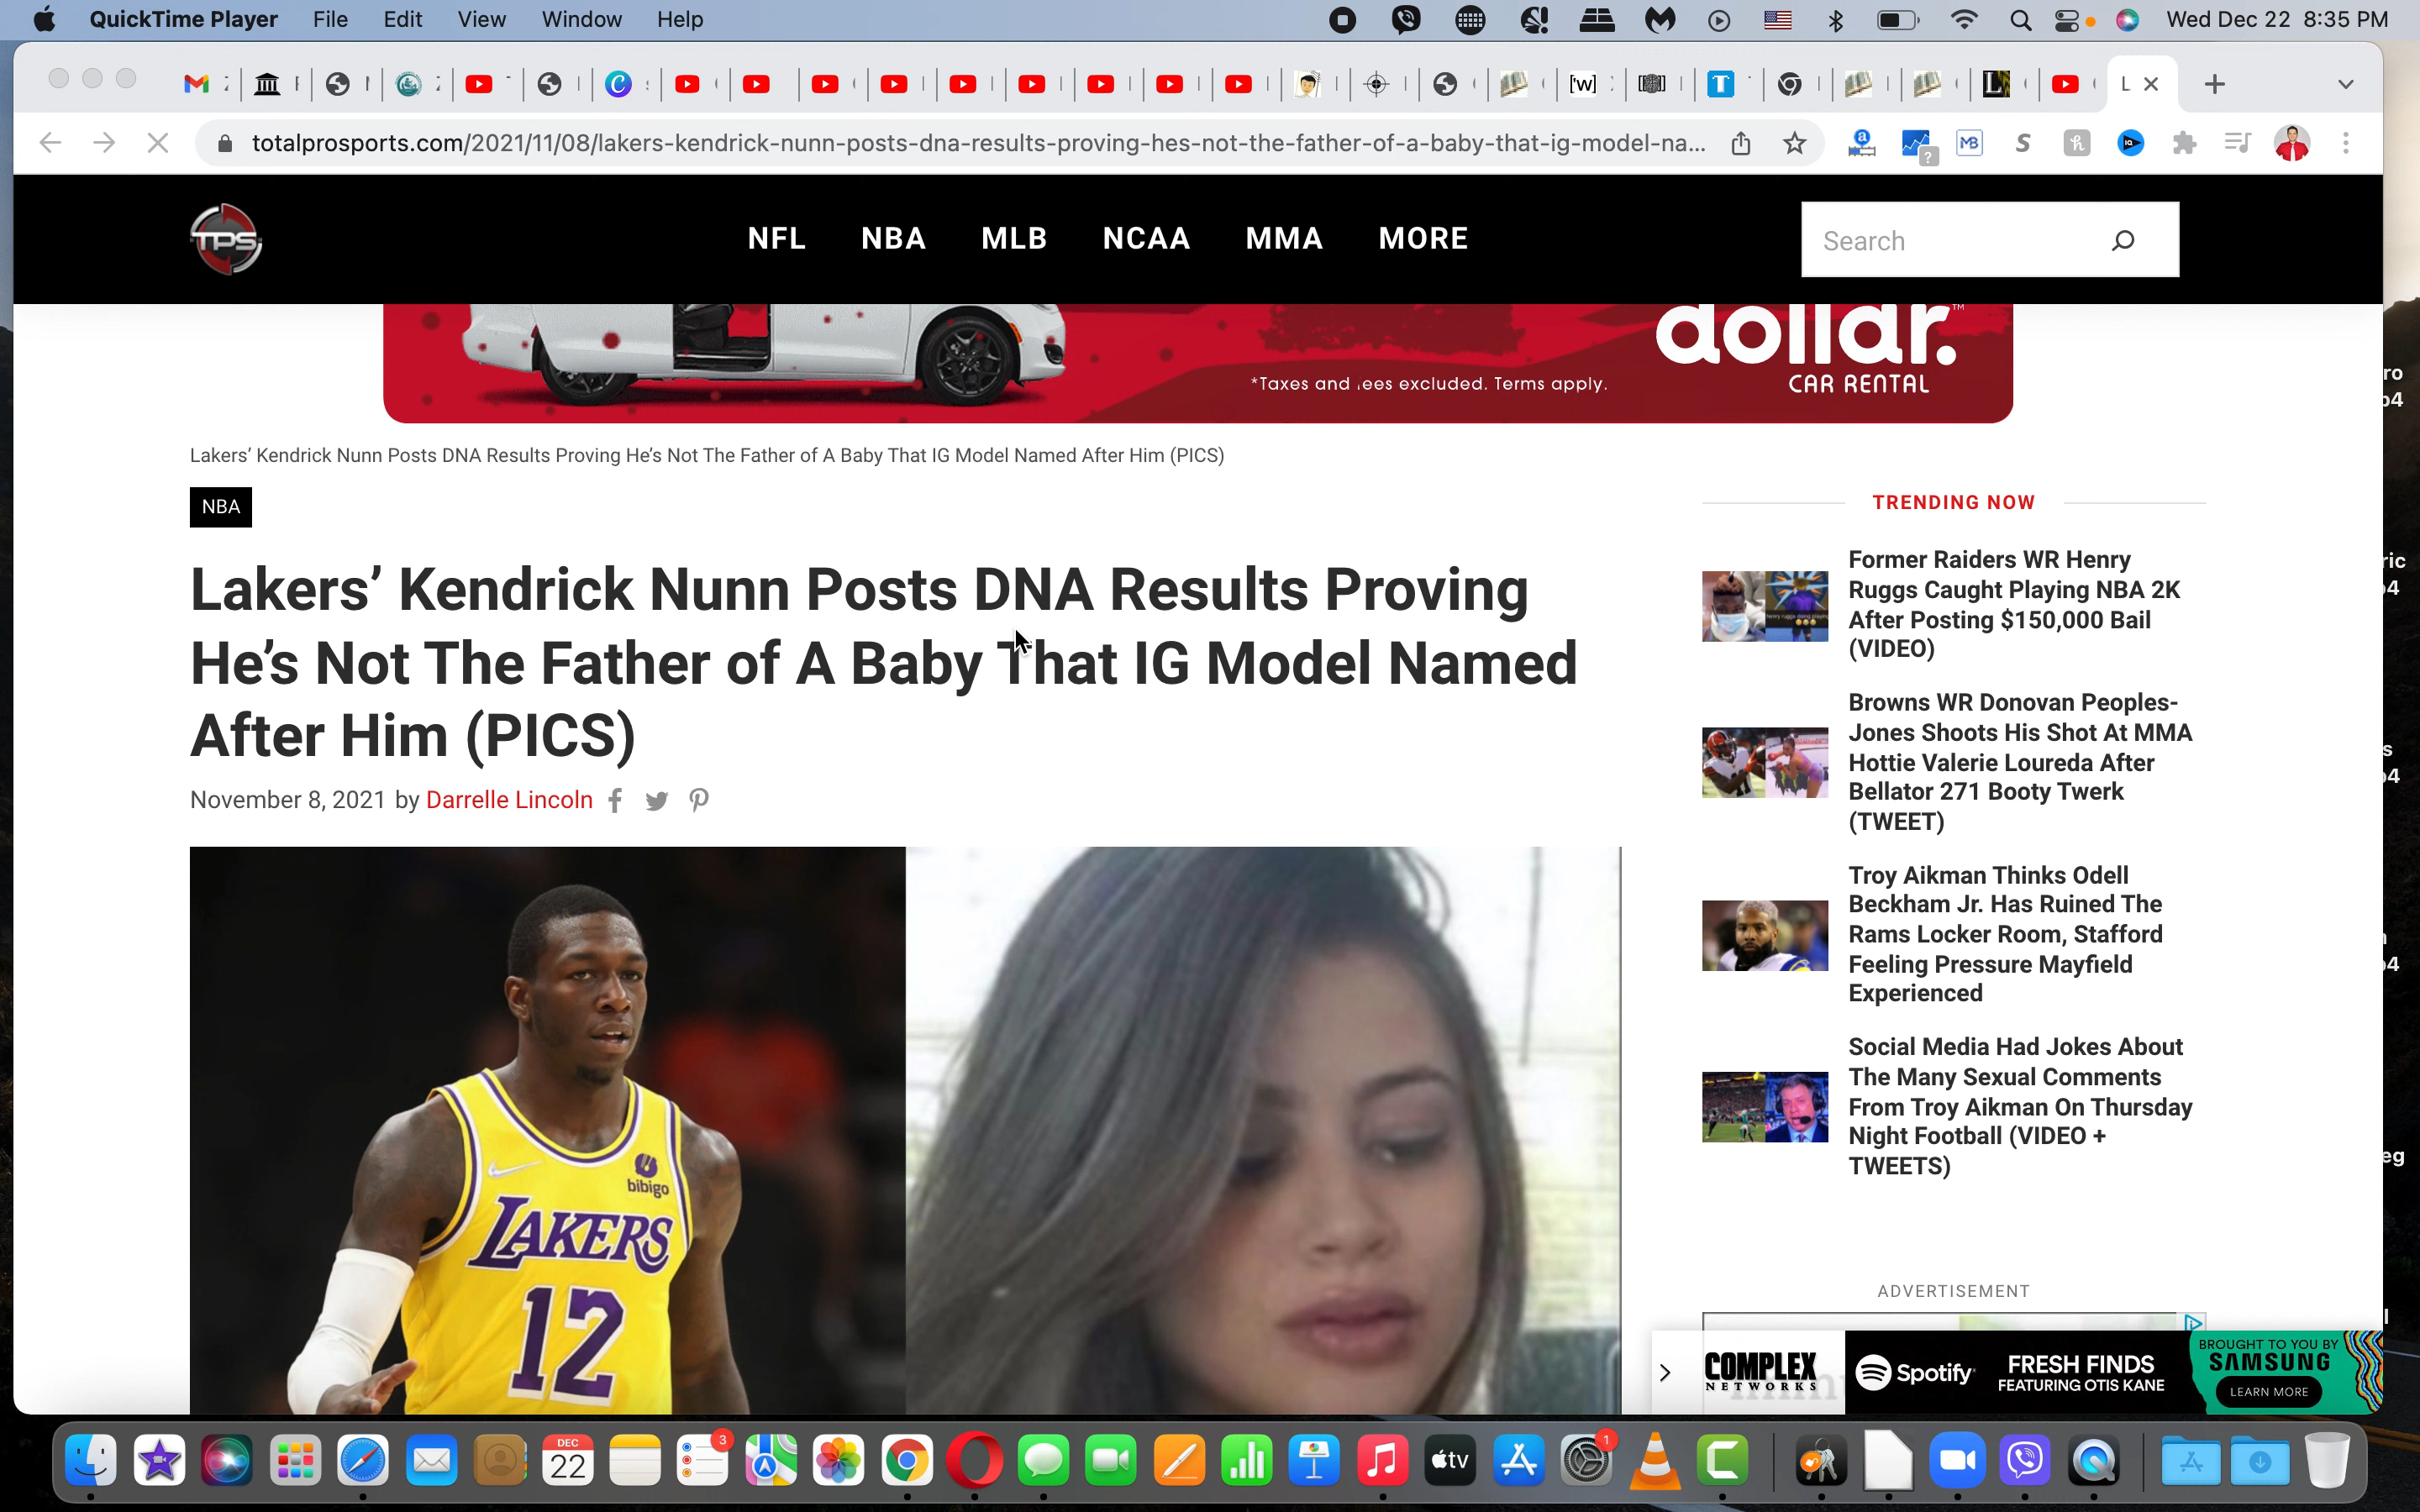 QuickTime Player File Edit View Window Help
Wed Dec 22 8:35 PM
totalprosports.com/2021/11/08/lakers-kendrick-nunn-posts-dna-results-proving-hes-not-the-father-of-a-baby-that-ig-model-na...
TPS
NFL NBA MLB NCAA MMA MORE
Search
dollar.™
CAR RENTAL
*Taxes and .ees excluded. Terms apply.
Lakers’ Kendrick Nunn Posts DNA Results Proving He’s Not The Father of A Baby That IG Model Named After Him (PICS)
NBA
Lakers’ Kendrick Nunn Posts DNA Results Proving
He’s Not The Father of A Baby That IG Model Named
After Him (PICS)
November 8, 2021 by Darrelle Lincoln
bibigo
LAKERS
12
TRENDING NOW
Former Raiders WR Henry
Ruggs Caught Playing NBA 2K
After Posting $150,000 Bail
(VIDEO)
Browns WR Donovan Peoples-
Jones Shoots His Shot At MMA
Hottie Valerie Loureda After
Bellator 271 Booty Twerk
(TWEET)
Troy Aikman Thinks Odell
Beckham Jr. Has Ruined The
Rams Locker Room, Stafford
Feeling Pressure Mayfield
Experienced
Social Media Had Jokes About
The Many Sexual Comments
From Troy Aikman On Thursday
Night Football (VIDEO +
TWEETS)
ADVERTISEMENT
COMPLEX
NETWORKS
Spotify
FRESH FINDS
FEATURING OTIS KANE
BROUGHT TO YOU BY
SAMSUNG
LEARN MORE
DEC
22
3
tv
1